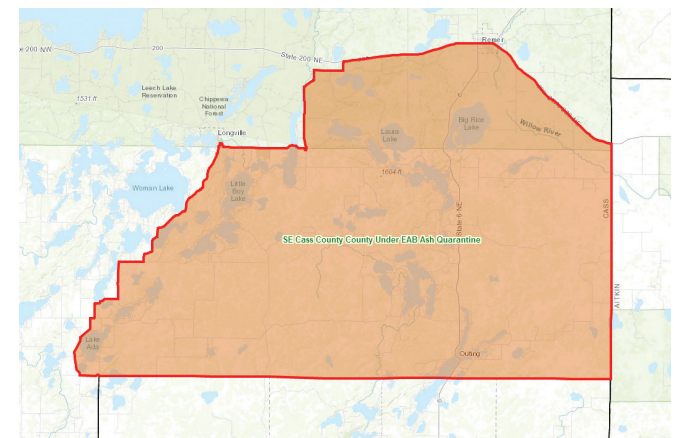 e 200 NW
200
State 200 NE
Remer
Leech Lake
Reservation
1531 ft
Chippewa
National
Forest
Longville
Laura
Lake
Big Rice
Lake
Willow River
1604 ft
Woman Lake
Little
Boy
Lake
State 6 NE
CASS
SE Cass County County Under EAB Ash Quarantine
AITKIN
Lake
Ada
Outing